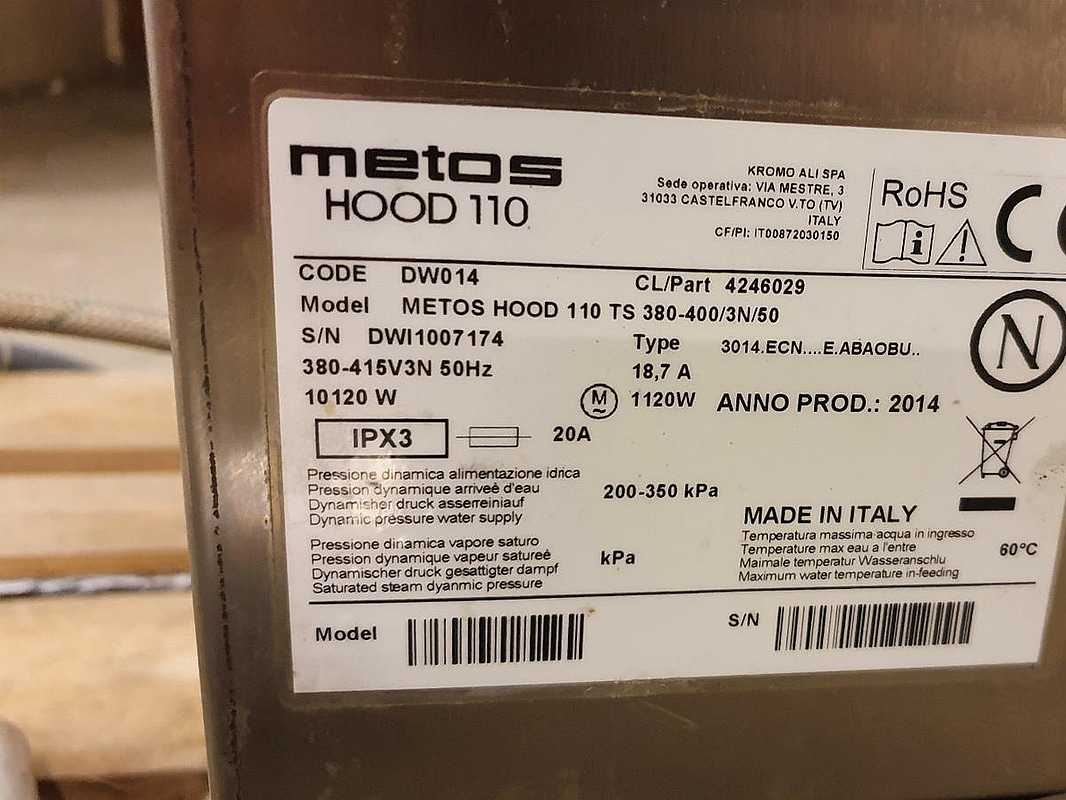 metos
HOOD 110
KROMO ALI SPA
Sede operativa: VIA MESTRE, 3
31033 CASTELFRANCO V.TO (TV)
ITALY
CF/PI: IT00872030150
RoHS
CE
CODE DW014 CL/Part 4246029
Model METOS HOOD 110 TS 380-400/3N/50
S/N DWI1007174 Type 3014.ECN....E.ABAOBU..
380-415V3N 50Hz 18,7 A
10120 W M 1120W ANNO PROD.: 2014
N
IPX3 20A
Pressione dinamica alimentazione idrica
Pression dynamique arriveè d'eau
Dynamisher druck asserreiniauf
Dynamic pressure water supply
200-350 kPa
MADE IN ITALY
Temperatura massima acqua in ingresso
Temperature max eau a l'entre
Maimale temperatur Wasseranschlu
Maximum water temperature in-feeding
60°C
Pressione dinamica vapore saturo
Pression dynamique vapeur satureè
Dynamischer druck gesattigter dampf
Saturated steam dyanmic pressure
kPa
Model S/N